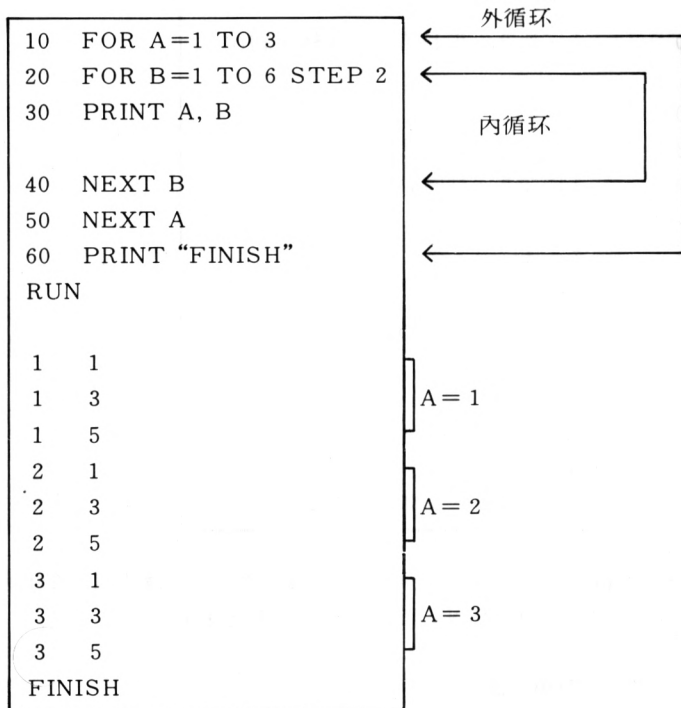 外循环
10 FOR A=1 TO 3
20 FOR B=1 TO 6 STEP 2
30 PRINT A, B
内循环
40 NEXT B
50 NEXT A
60 PRINT “FINISH”
RUN
1 1
1 3
A=1
1 5
2 1
2 3
A=2
2 5
3 1
3 3
A=3
3 5
FINISH